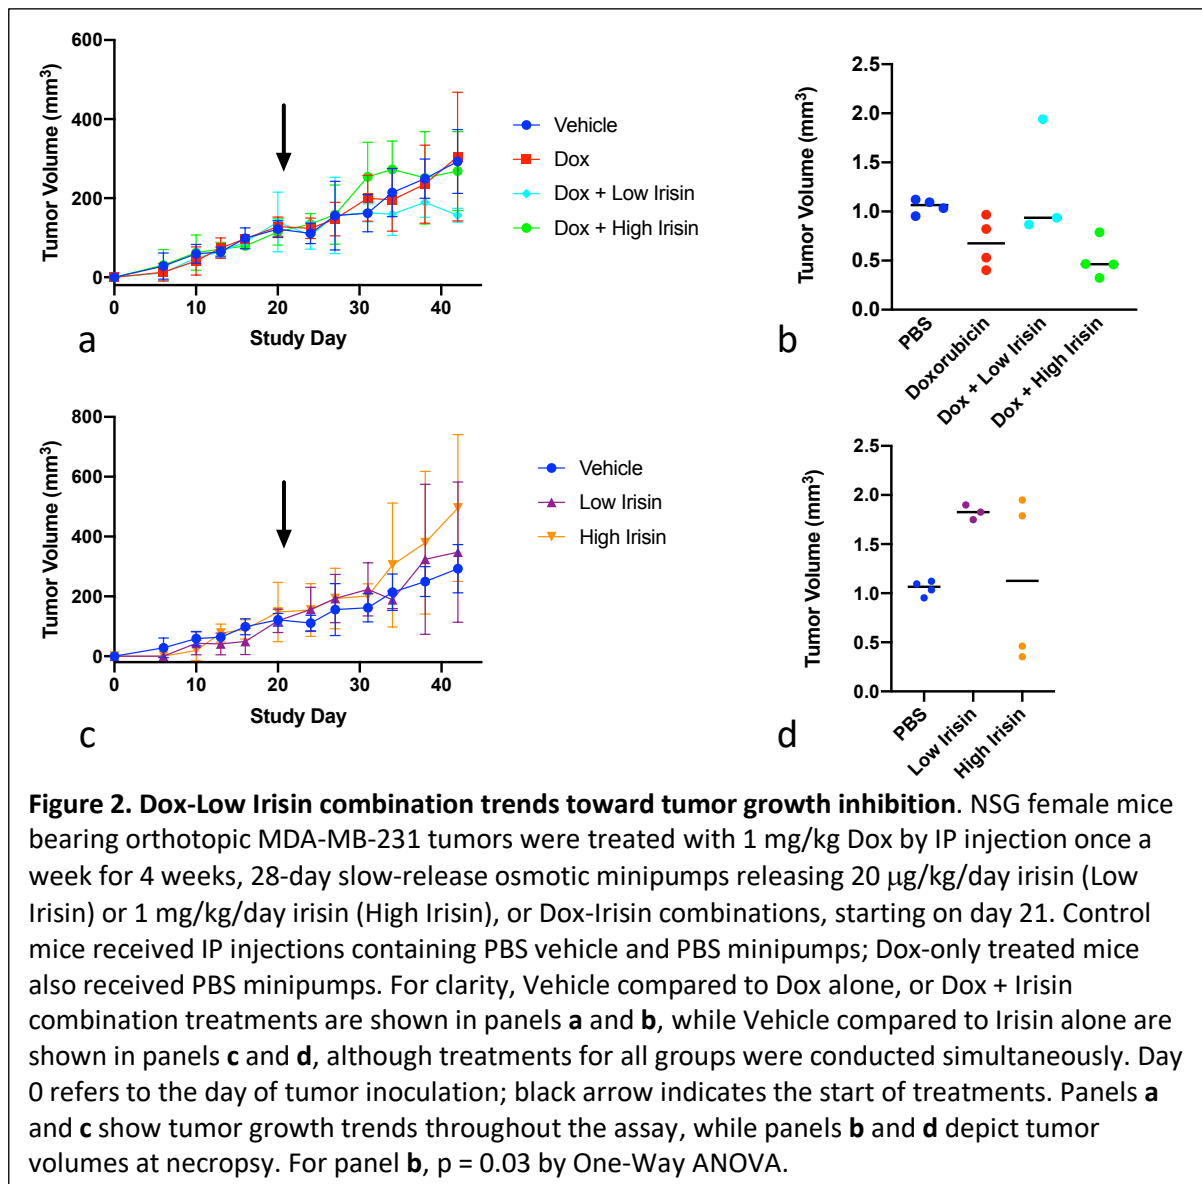 600
400
200
0
Tumor Volume (mm³)
0 10 20 30 40
Study Day
a
Vehicle
Dox
Dox + Low Irisin
Dox + High Irisin
2.5
2.0
1.5
1.0
0.5
0.0
Tumor Volume (mm³)
PBS
Doxorubicin
Dox + Low Irisin
Dox + High Irisin
b
800
600
400
200
0
Tumor Volume (mm³)
0 10 20 30 40
Study Day
c
Vehicle
Low Irisin
High Irisin
2.5
2.0
1.5
1.0
0.5
0.0
Tumor Volume (mm³)
PBS
Low Irisin
High Irisin
d
Figure 2. Dox-Low Irisin combination trends toward tumor growth inhibition. NSG female mice
bearing orthotopic MDA-MB-231 tumors were treated with 1 mg/kg Dox by IP injection once a
week for 4 weeks, 28-day slow-release osmotic minipumps releasing 20 µg/kg/day irisin (Low
Irisin) or 1 mg/kg/day irisin (High Irisin), or Dox-Irisin combinations, starting on day 21. Control
mice received IP injections containing PBS vehicle and PBS minipumps; Dox-only treated mice
also received PBS minipumps. For clarity, Vehicle compared to Dox alone, or Dox + Irisin
combination treatments are shown in panels a and b, while Vehicle compared to Irisin alone are
shown in panels c and d, although treatments for all groups were conducted simultaneously. Day
0 refers to the day of tumor inoculation; black arrow indicates the start of treatments. Panels a
and c show tumor growth trends throughout the assay, while panels b and d depict tumor
volumes at necropsy. For panel b, p = 0.03 by One-Way ANOVA.